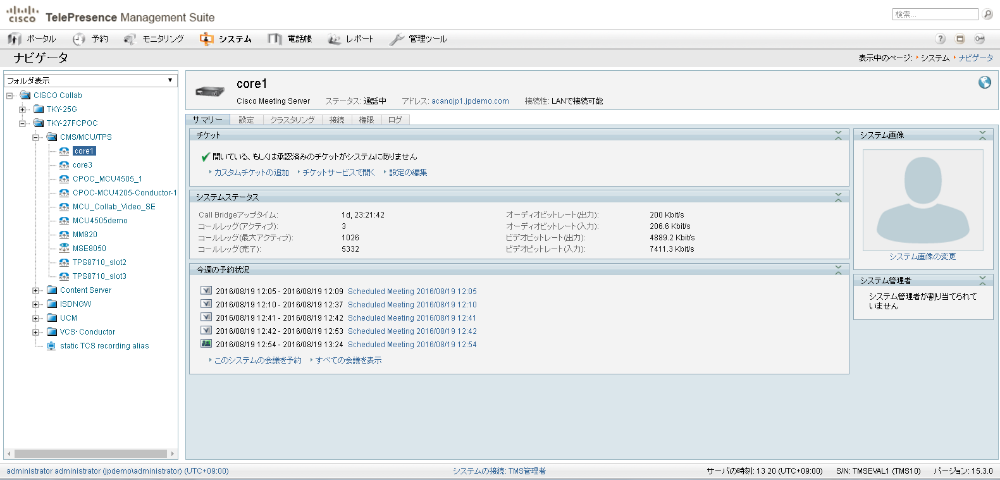 CISCO TelePresence Management Suite
検索...
ポータル 予約 モニタリング システム 電話帳 レポート 管理ツール ?
ナビゲータ 表示中のページ: システム ナビゲータ
フォルダ表示
CISCO Collab
TKY-25G
TKY-27FCPOC
CMS/MCU/TPS
core1
core3
CPOC_MCU4505_1
CPOC-MCU4205-Conductor-1
MCU_Collab_Video_SE
MCU4505demo
MM820
MSE8050
TPS8710_slot2
TPS8710_slot3
Content Server
ISDNGW
UCM
VCS・Conductor
static TCS recording alias
core1
Cisco Meeting Server ステータス: 通話中 アドレス: acanojp1.jpdemo.com 接続性: LANで接続可能
サマリー 設定 クラスタリング 接続 権限 ログ
チケット
開いている、もしくは承認済みのチケットがシステムにありません
カスタムチケットの追加 チケットサービスで開く 設定の編集
システムステータス
Call Bridgeアップタイム: 1d, 23:21:42 オーディオビットレート(出力): 200 Kbit/s
コールレッグ(アクティブ): 3 オーディオビットレート(入力): 206.6 Kbit/s
コールレッグ(最大アクティブ): 1026 ビデオビットレート(出力): 4889.2 Kbit/s
コールレッグ(完了): 5332 ビデオビットレート(入力): 7411.3 Kbit/s
今週の予約状況
2016/08/19 12:05 - 2016/08/19 12:09 Scheduled Meeting 2016/08/19 12:05
2016/08/19 12:10 - 2016/08/19 12:37 Scheduled Meeting 2016/08/19 12:10
2016/08/19 12:41 - 2016/08/19 12:42 Scheduled Meeting 2016/08/19 12:41
2016/08/19 12:42 - 2016/08/19 12:53 Scheduled Meeting 2016/08/19 12:42
2016/08/19 12:54 - 2016/08/19 13:24 Scheduled Meeting 2016/08/19 12:54
このシステムの会議を予約 すべての会議を表示
システム画像
システム画像の変更
システム管理者
システム管理者が割り当てられて
いません
administrator administrator (jpdemo\administrator) (UTC+09:00) システムの接続: TMS管理者 サーバの時刻: 13 20 (UTC+09:00) S/N: TMSEVAL1 (TMS10) バージョン: 15.3.0